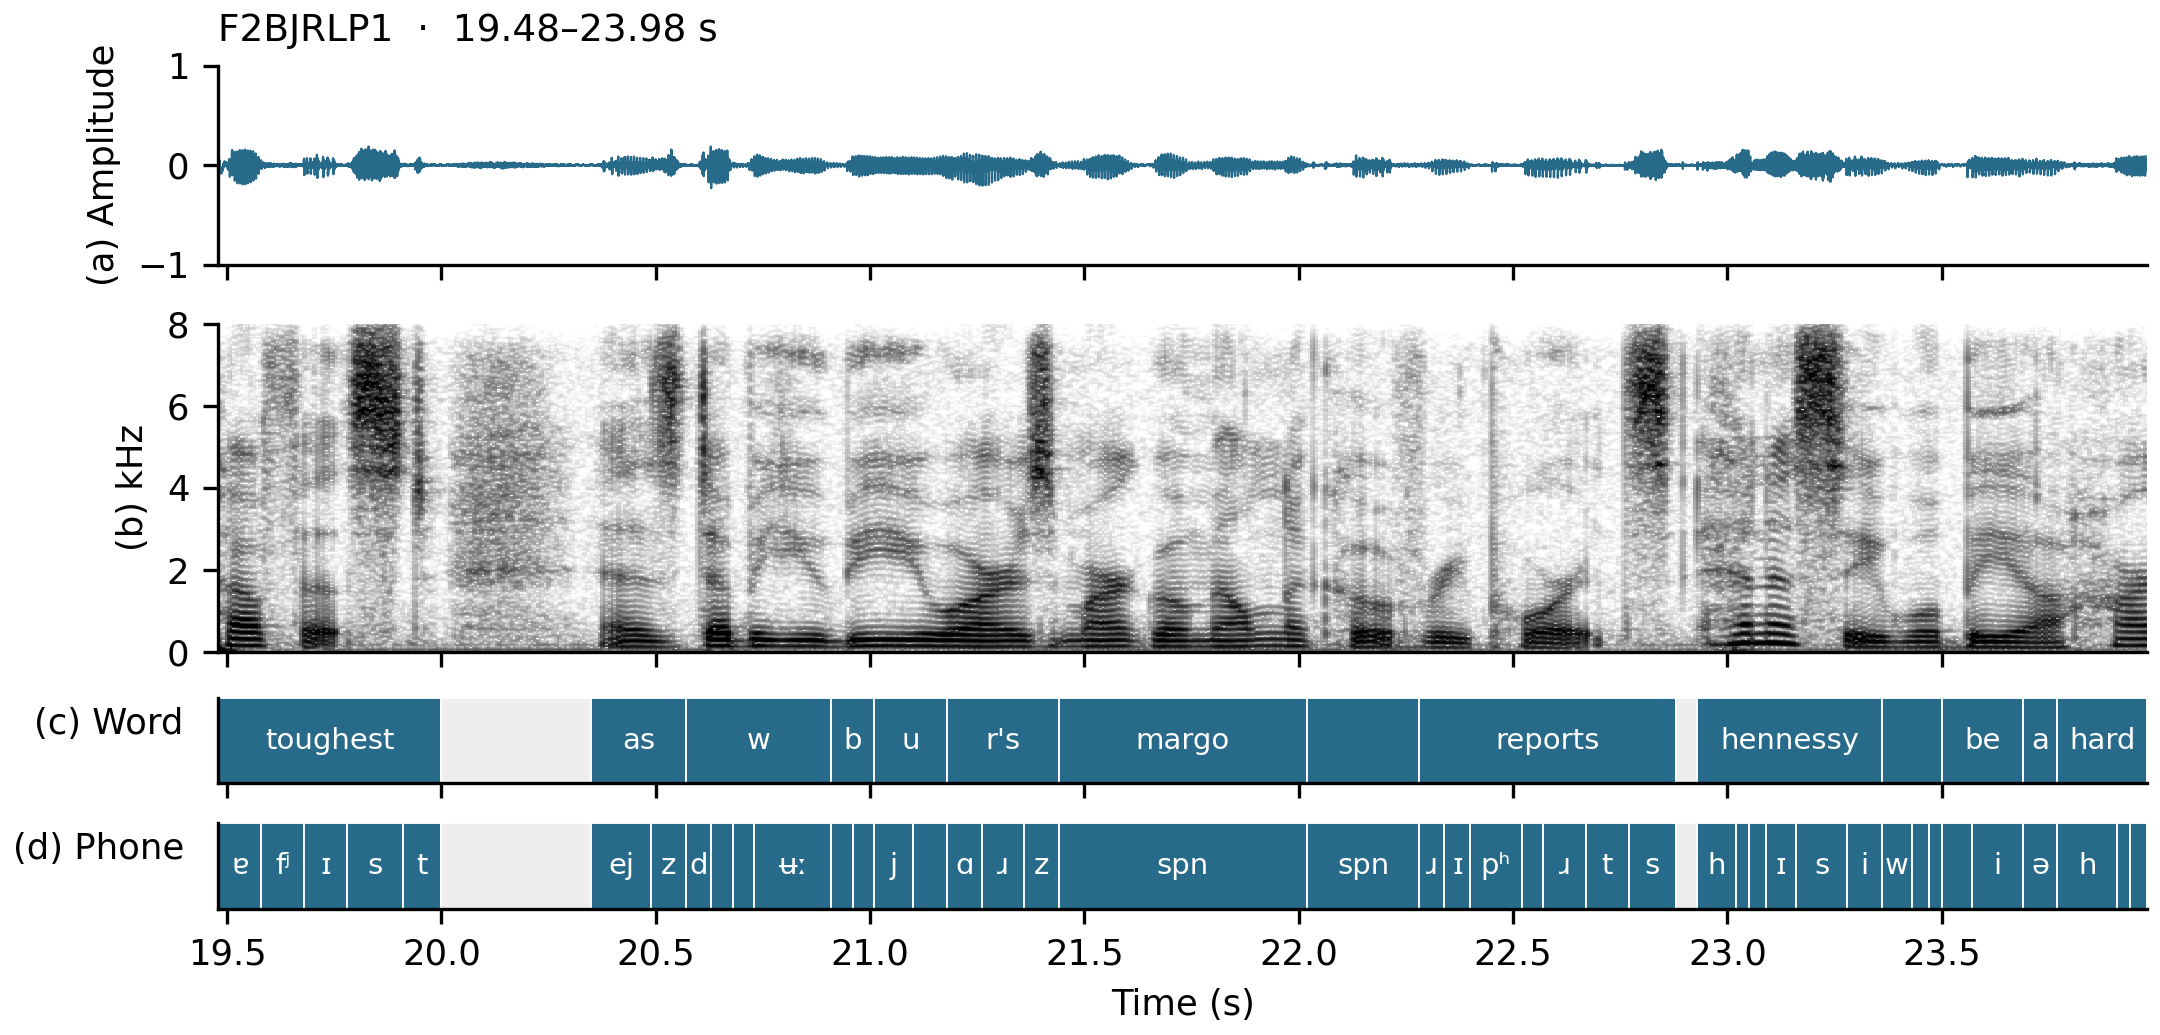 F2BJRLP1 · 19.48–23.98 s
(a) Amplitude
1
0
−1
(b) kHz
8
6
4
2
0
(c) Word
toughest as w b u r's margo reports hennessy be a hard
(d) Phone
ɐ fʲ ɪ s t ej z d ʉː j ɑ ɹ z spn spn ɹ ɪ pʰ ɹ t s h ɪ s i w i ə h
19.5 20.0 20.5 21.0 21.5 22.0 22.5 23.0 23.5
Time (s)